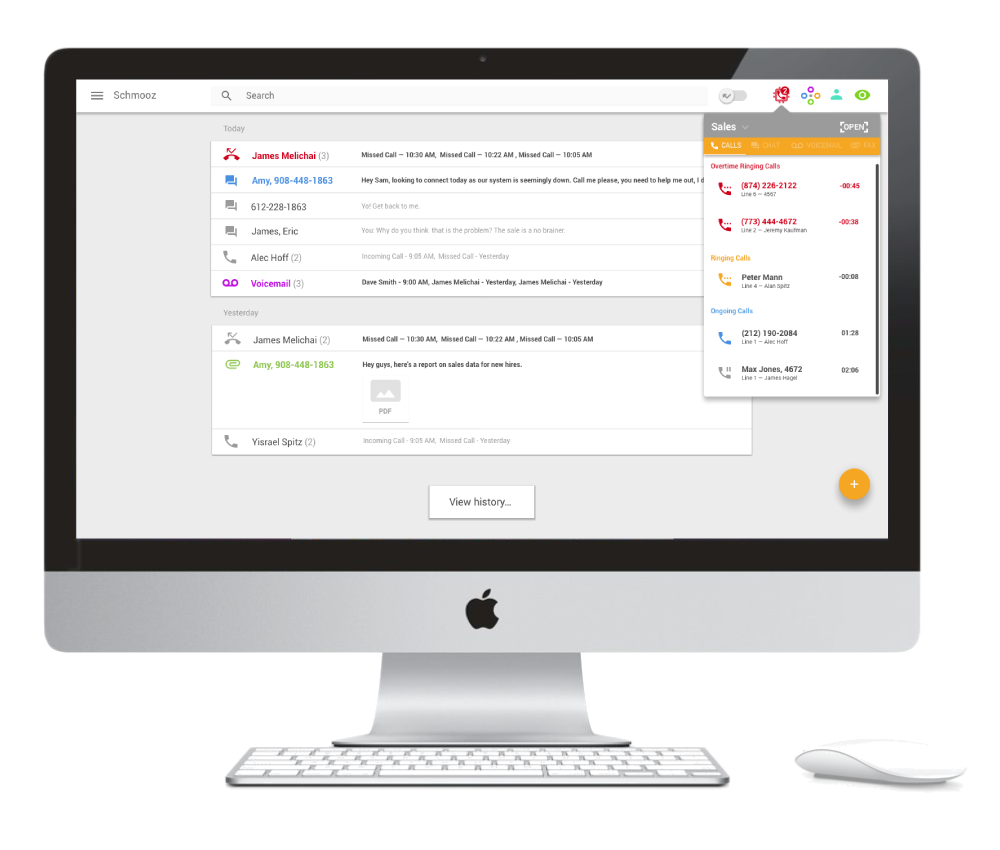 Schmooz
Search
2
Today
James Melichai (3)
Missed Call — 10:30 AM, Missed Call — 10:22 AM , Missed Call — 10:05 AM
Amy, 908-448-1863
Hey Sam, looking to connect today as our system is seemingly down. Call me please, you need to help me out, I d
612-228-1863
Yo! Get back to me.
James, Eric
You: Why do you think that is the problem? The sale is a no brainer.
Alec Hoff (2)
Incoming Call - 9:05 AM, Missed Call - Yesterday
Voicemail (3)
Dave Smith - 9:00 AM, James Melichai - Yesterday, James Melichai - Yesterday
Yesterday
James Melichai (2)
Missed Call — 10:30 AM, Missed Call — 10:22 AM , Missed Call — 10:05 AM
Amy, 908-448-1863
Hey guys, here's a report on sales data for new hires.
PDF
Yisrael Spitz (2)
Incoming Call - 9:05 AM, Missed Call - Yesterday
View history...
Sales
[OPEN]
CALLS
CHAT
VOICEMAIL
FAX
Overtime Ringing Calls
(874) 226-2122
-00:45
Line 6 — 4567
(773) 444-4672
-00:38
Line 2 — Jeremy Kaufman
Ringing Calls
Peter Mann
-00:08
Line 4 — Alan Spitz
Ongoing Calls
(212) 190-2084
01:28
Line 1 — Alec Hoff
Max Jones, 4672
02:06
Line 1 — James Hagel
+